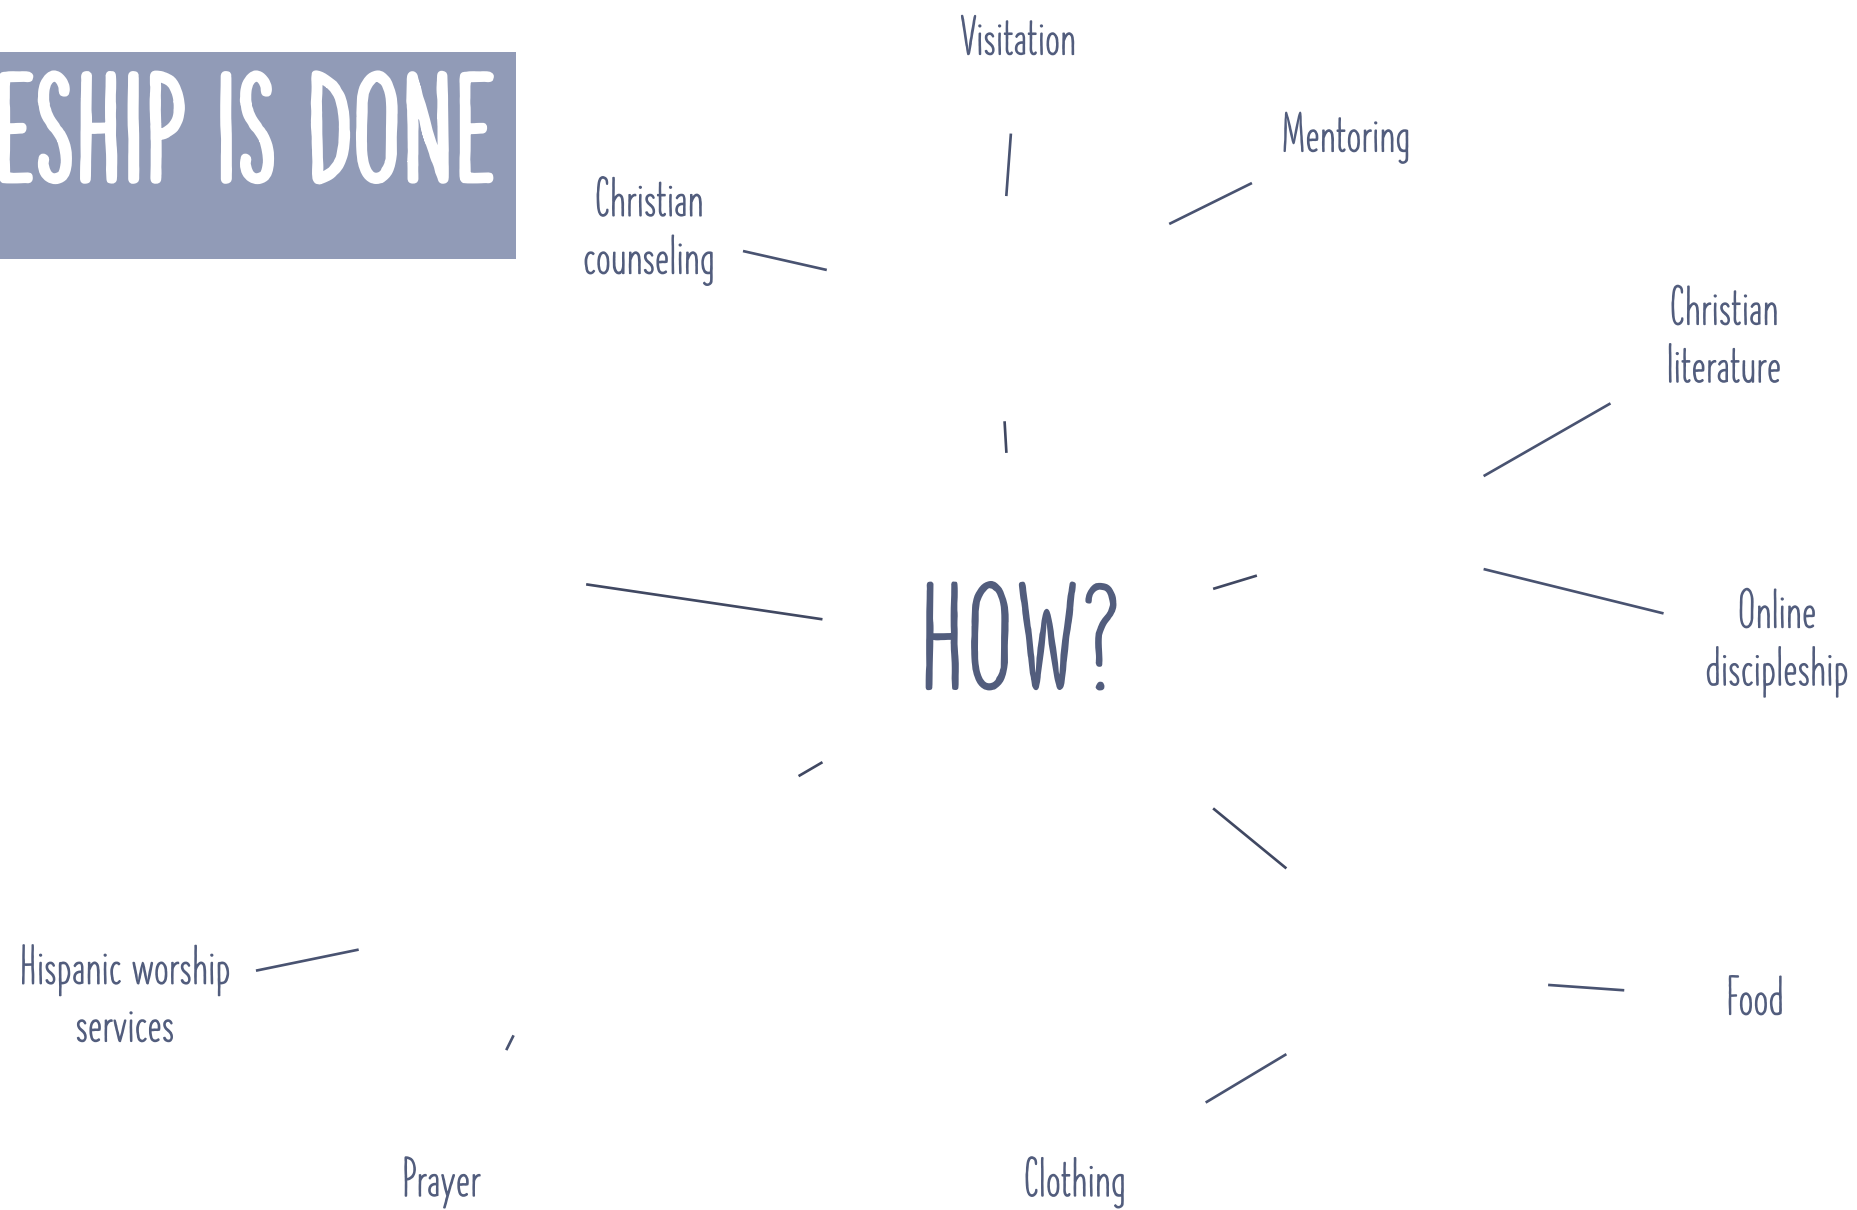 ESHIP IS DONE
Visitation
Mentoring
Christian
counseling
Christian
literature
HOW?
Online
discipleship
Hispanic worship
services
Food
Prayer
Clothing